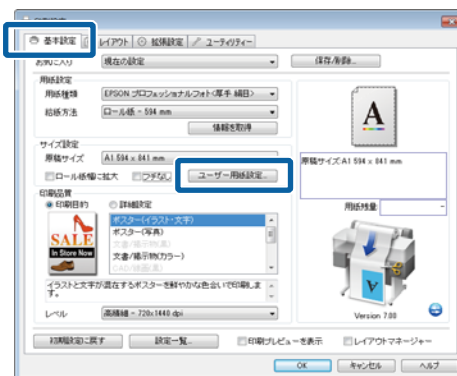 基本設定 レイアウト 拡張設定 ユーティリティー
お気に入り 現在の設定 保存/削除...
用紙設定
用紙種類 EPSON プロフェッショナルフォト<厚手 絹目>
給紙方法 ロール紙 - 594 mm
情報を取得
サイズ設定
原稿サイズ A1 594 x 841 mm
ロール紙幅に拡大 フチなし ユーザー用紙設定...
A
原稿サイズ:A1 594 x 841 mm
印刷品質
印刷目的 詳細設定
用紙残量 -
SALE
In Store Now
ポスター(イラスト・文字)
ポスター(写真)
文書/掲示物(黒)
文書/掲示物(カラー)
CAD/線画(黒)
イラストと文字が混在するポスターを鮮やかな色合いで印刷します。
レベル 高精細 - 720x1440 dpi
Version 7.00
初期設定に戻す 設定一覧... 印刷プレビューを表示 レイアウトマネージャー
OK キャンセル ヘルプ